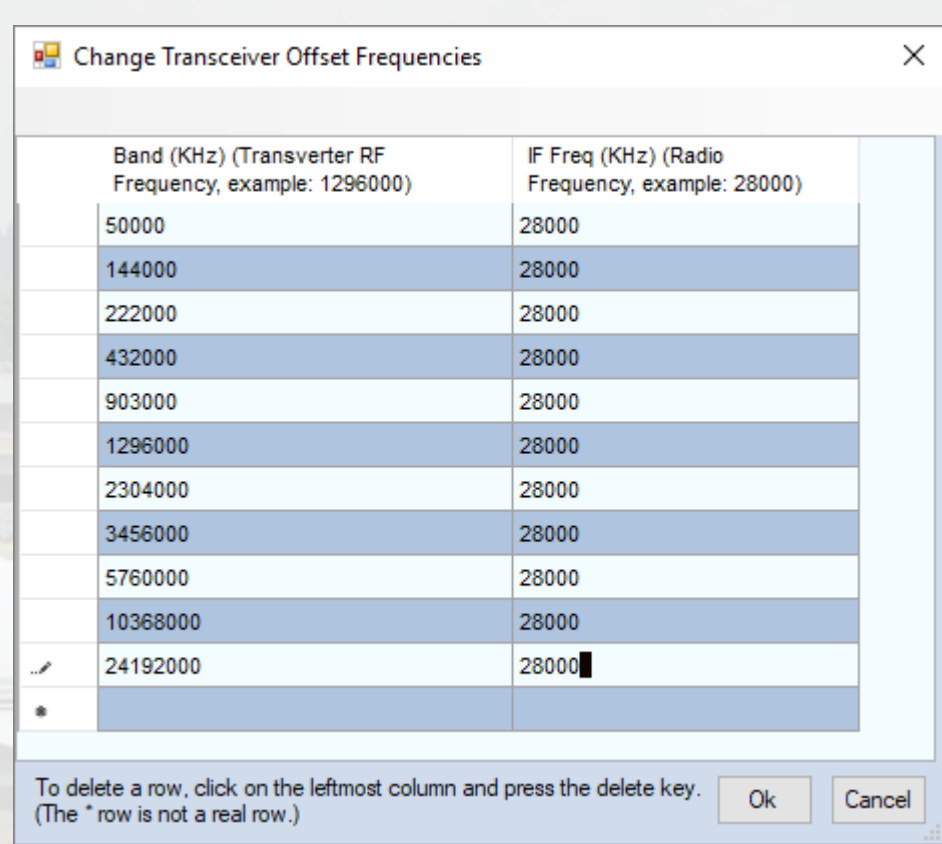 Change Transceiver Offset Frequencies
Band (KHz) (Transverter RF
Frequency, example: 1296000)
IF Freq (KHz) (Radio
Frequency, example: 28000)
50000 28000
144000 28000
222000 28000
432000 28000
903000 28000
1296000 28000
2304000 28000
3456000 28000
5760000 28000
10368000 28000
24192000 28000
To delete a row, click on the leftmost column and press the delete key.
(The * row is not a real row.)
Ok
Cancel